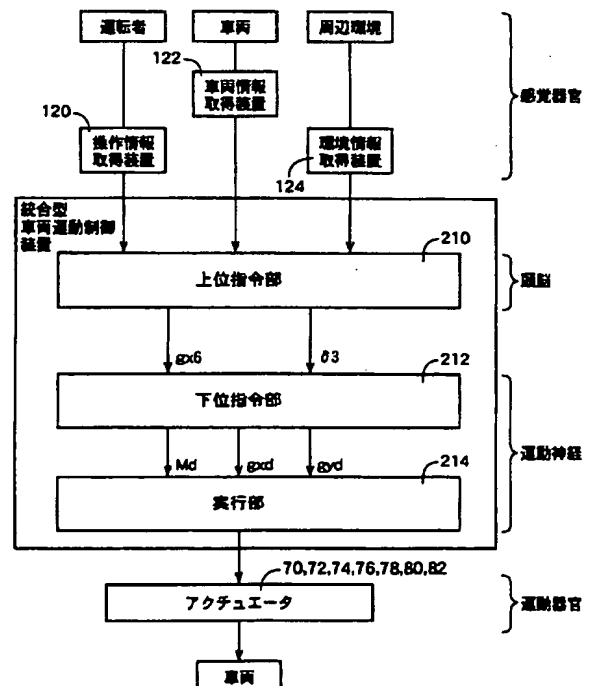 運転者
車両
周辺環境
122
車両情報
取得装置
感覚器官
120
操作情報
取得装置
環境情報
取得装置
124
統合型
車両運動制御
装置
210
上位指令部
頭脳
gx6
δ3
212
下位指令部
運動神経
Md
gxd
gyd
214
実行部
70,72,74,76,78,80,82
アクチュエータ
運動器官
車両